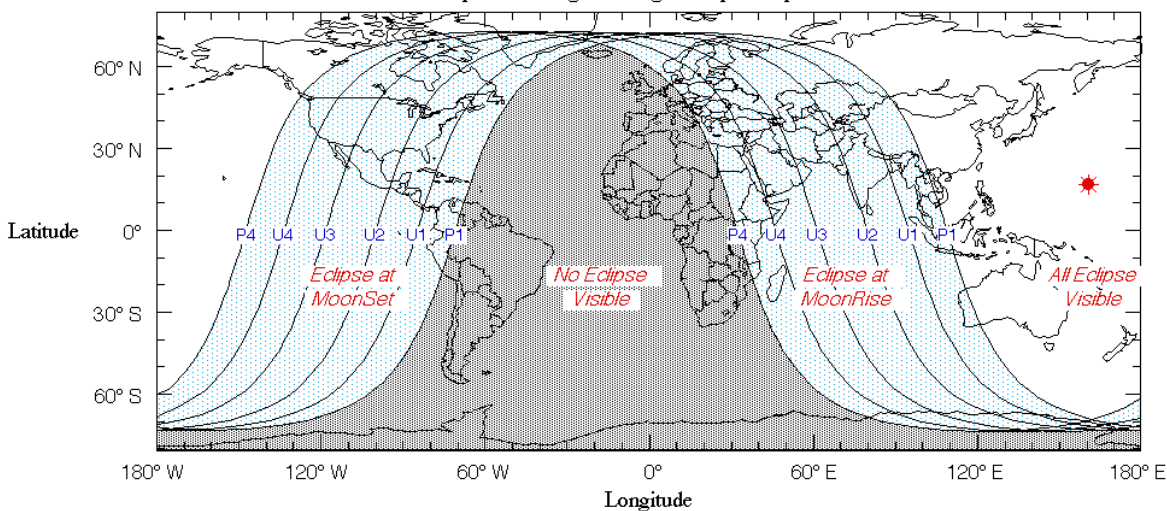 60° N
30° N
Latitude
0°
30° S
60° S
P4 U4 U3 U2 U1 P1 P4 U4 U3 U2 U1 P1
Eclipse at
MoonSet
No Eclipse
Visible
Eclipse at
MoonRise
All Eclipse
Visible
180° W 120° W 60° W 0° 60° E 120° E 180° E
Longitude